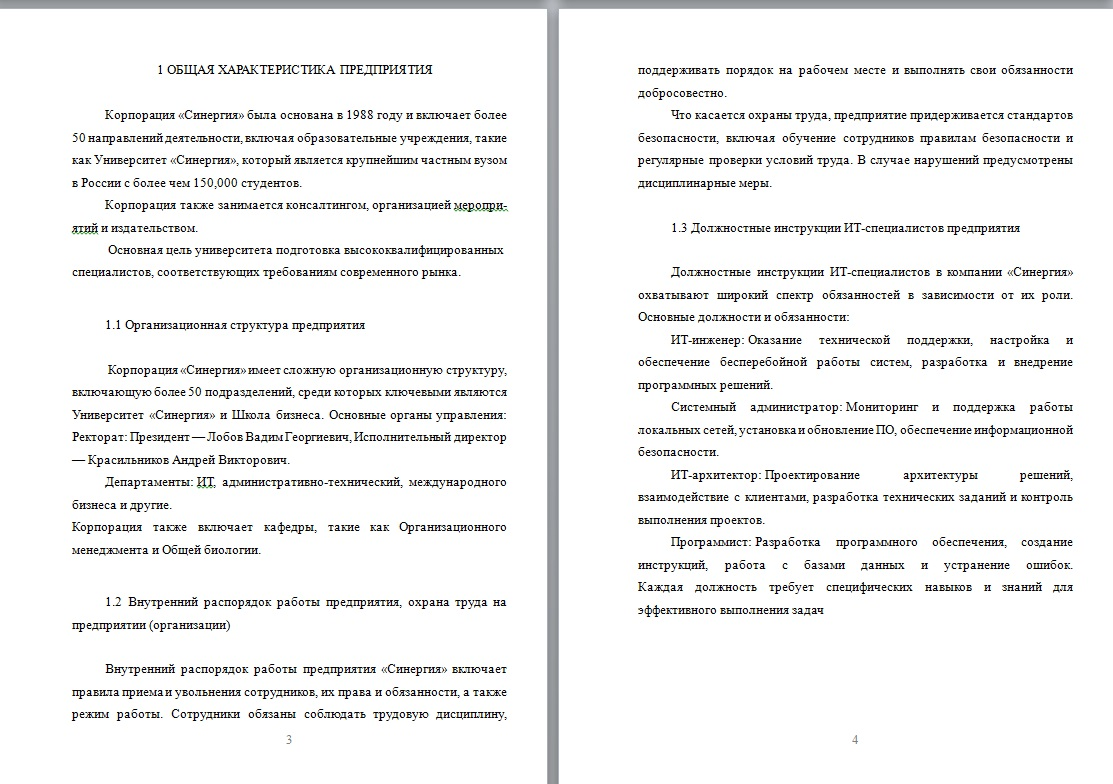 1 ОБЩАЯ ХАРАКТЕРИСТИКА ПРЕДПРИЯТИЯ
Корпорация «Синергия» была основана в 1988 году и включает более
50 направлений деятельности, включая образовательные учреждения, такие
как Университет «Синергия», который является крупнейшим частным вузом
в России с более чем 150,000 студентов.
Корпорация также занимается консалтингом, организацией меропри-
ятий и издательством.
Основная цель университета подготовка высококвалифицированных
специалистов, соответствующих требованиям современного рынка.
1.1 Организационная структура предприятия
Корпорация «Синергия» имеет сложную организационную структуру,
включающую более 50 подразделений, среди которых ключевыми являются
Университет «Синергия» и Школа бизнеса. Основные органы управления:
Ректорат: Президент — Лобов Вадим Георгиевич, Исполнительный директор
— Красильников Андрей Викторович.
Департаменты: ИТ, административно-технический, международного
бизнеса и другие.
Корпорация также включает кафедры, такие как Организационного
менеджмента и Общей биологии.
1.2 Внутренний распорядок работы предприятия, охрана труда на
предприятии (организации)
Внутренний распорядок работы предприятия «Синергия» включает
правила приема и увольнения сотрудников, их права и обязанности, а также
режим работы. Сотрудники обязаны соблюдать трудовую дисциплину,
3
поддерживать порядок на рабочем месте и выполнять свои обязанности
добросовестно.
Что касается охраны труда, предприятие придерживается стандартов
безопасности, включая обучение сотрудников правилам безопасности и
регулярные проверки условий труда. В случае нарушений предусмотрены
дисциплинарные меры.
1.3 Должностные инструкции ИТ-специалистов предприятия
Должностные инструкции ИТ-специалистов в компании «Синергия»
охватывают широкий спектр обязанностей в зависимости от их роли.
Основные должности и обязанности:
ИТ-инженер: Оказание технической поддержки, настройка и
обеспечение бесперебойной работы систем, разработка и внедрение
программных решений.
Системный администратор: Мониторинг и поддержка работы
локальных сетей, установка и обновление ПО, обеспечение информационной
безопасности.
ИТ-архитектор: Проектирование архитектуры решений,
взаимодействие с клиентами, разработка технических заданий и контроль
выполнения проектов.
Программист: Разработка программного обеспечения, создание
инструкций, работа с базами данных и устранение ошибок.
Каждая должность требует специфических навыков и знаний для
эффективного выполнения задач
4